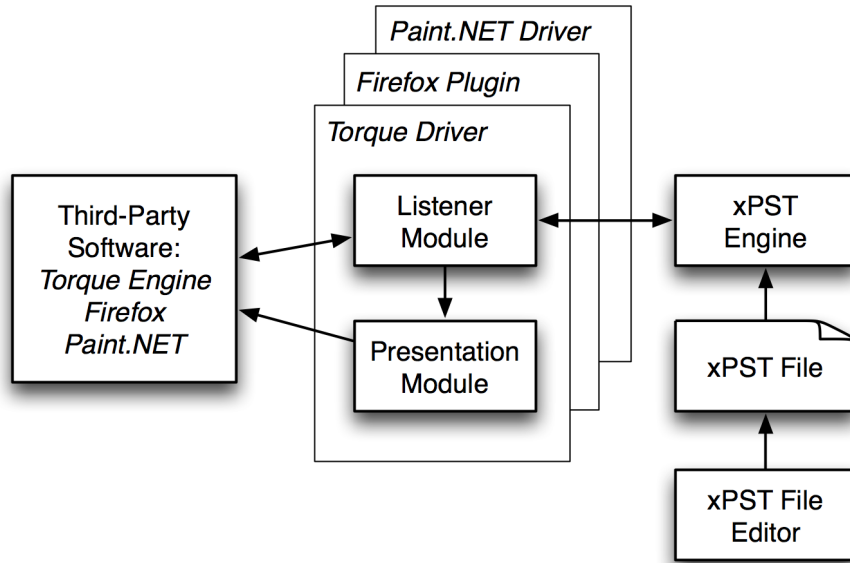 Paint.NET Driver
Firefox Plugin
Torque Driver
Third-Party
Software:
Torque Engine
Firefox
Paint.NET
Listener
Module
Presentation
Module
xPST
Engine
xPST File
xPST File
Editor